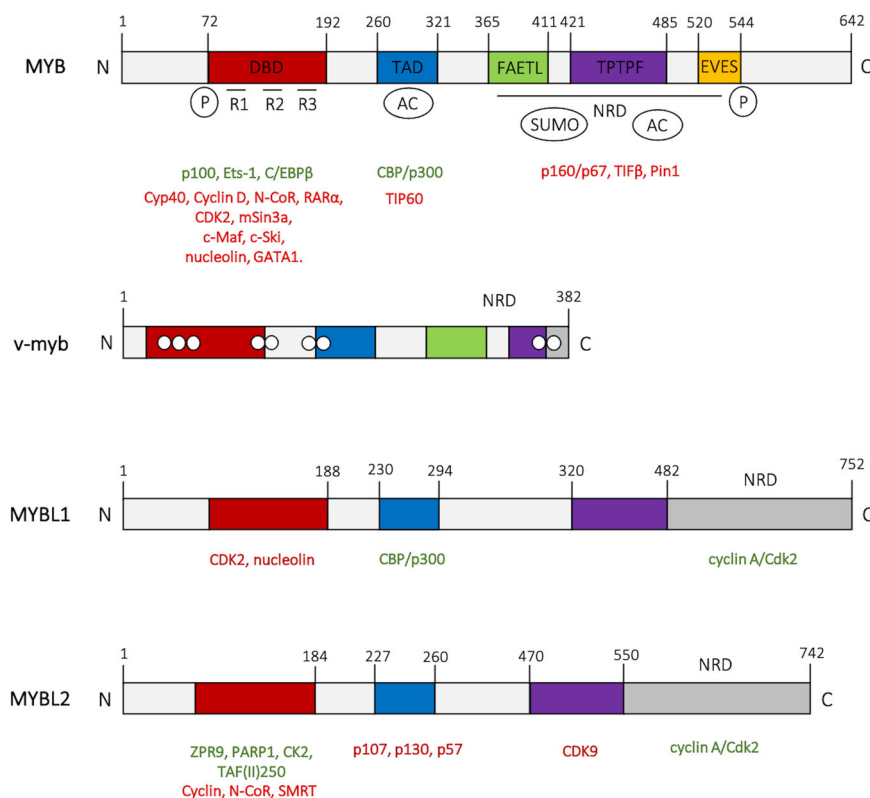 1 72 192 260 321 365 411 421 485 520 544 642
MYB N DBD TAD FAETL TPTPF EVES C
P R1 R2 R3 AC NRD P
SUMO AC
p100, Ets-1, C/EBPβ CBP/p300 p160/p67, TIFβ, Pin1
Cyp40, Cyclin D, N-CoR, RARα, TIP60
CDK2, mSin3a,
c-Maf, c-Ski,
nucleolin, GATA1.
1 NRD 382
v-myb N C
1 188 230 294 320 482 NRD 752
MYBL1 N C
CDK2, nucleolin CBP/p300 cyclin A/Cdk2
1 184 227 260 470 550 NRD 742
MYBL2 N C
ZPR9, PARP1, CK2, p107, p130, p57 CDK9 cyclin A/Cdk2
TAF(II)250
Cyclin, N-CoR, SMRT